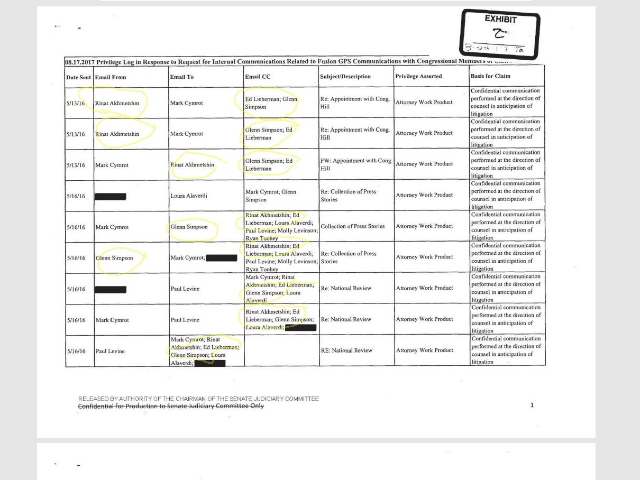 EXHIBIT
2
08.17.2017 Privilege Log in Response to Request for Internal Communications Related to Fusion GPS Communications with Congressional Members or
Date Sent Email From Email To Email CC Subject/Description Privilege Asserted Basis for Claim
5/13/16 Rinat Akhmetshin Mark Cymrot Ed Lieberman; Glenn Simpson Re: Appointment with Cong. Hill Attorney Work Product Confidential communication performed at the direction of counsel in anticipation of litigation
5/13/16 Rinat Akhmetshin Mark Cymrot Glenn Simpson; Ed Lieberman Re: Appointment with Cong. Hill Attorney Work Product Confidential communication performed at the direction of counsel in anticipation of litigation
5/13/16 Mark Cymrot Rinat Akhmetshin Glenn Simpson; Ed Lieberman FW: Appointment with Cong. Hill Attorney Work Product Confidential communication performed at the direction of counsel in anticipation of litigation
5/16/16 Loura Alaverdi Mark Cymrot; Glenn Simpson Re: Collection of Press Stories Attorney Work Product Confidential communication performed at the direction of counsel in anticipation of litigation
5/16/16 Mark Cymrot Glenn Simpson Rinat Akhmetshin; Ed Lieberman; Loura Alaverdi; Paul Levine; Molly Levinson; Ryan Toohey Collection of Press Stories Attorney Work Product Confidential communication performed at the direction of counsel in anticipation of litigation
5/16/16 Glenn Simpson Mark Cymrot; Rinat Akhmetshin; Ed Lieberman; Loura Alaverdi; Paul Levine; Molly Levinson; Ryan Toohey Re: Collection of Press Stories Attorney Work Product Confidential communication performed at the direction of counsel in anticipation of litigation
5/16/16 Paul Levine Mark Cymrot; Rinat Akhmetshin; Ed Lieberman; Glenn Simpson; Loura Alaverdi Re: National Review Attorney Work Product Confidential communication performed at the direction of counsel in anticipation of litigation
5/16/16 Mark Cymrot Paul Levine Rinat Akhmetshin; Ed Lieberman; Glenn Simpson; Loura Alaverdi; Re: National Review Attorney Work Product Confidential communication performed at the direction of counsel in anticipation of litigation
5/16/16 Paul Levine Mark Cymrot; Rinat Akhmetshin; Ed Lieberman; Glenn Simpson; Loura Alaverdi; RE: National Review Attorney Work Product Confidential communication performed at the direction of counsel in anticipation of litigation
RELEASED BY AUTHORITY OF THE CHAIRMAN OF THE SENATE JUDICIARY COMMITTEE
Confidential for Production to Senate Judiciary Committee Only
1